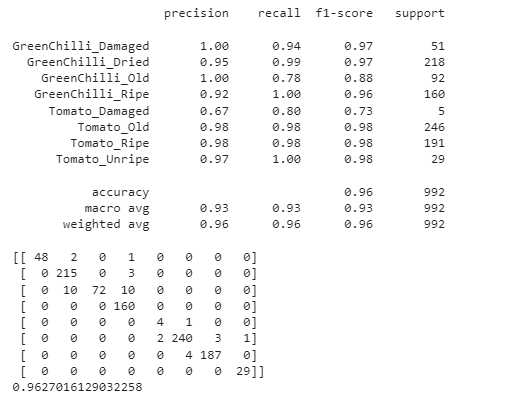 precision recall f1-score support
GreenChilli_Damaged 1.00 0.94 0.97 51
GreenChilli_Dried 0.95 0.99 0.97 218
GreenChilli_Old 1.00 0.78 0.88 92
GreenChilli_Ripe 0.92 1.00 0.96 160
Tomato_Damaged 0.67 0.80 0.73 5
Tomato_Old 0.98 0.98 0.98 246
Tomato_Ripe 0.98 0.98 0.98 191
Tomato_Unripe 0.97 1.00 0.98 29
accuracy 0.96 992
macro avg 0.93 0.93 0.93 992
weighted avg 0.96 0.96 0.96 992
[[ 48 2 0 1 0 0 0 0]
[ 0 215 0 3 0 0 0 0]
[ 0 10 72 10 0 0 0 0]
[ 0 0 0 160 0 0 0 0]
[ 0 0 0 0 4 1 0 0]
[ 0 0 0 0 2 240 3 1]
[ 0 0 0 0 0 4 187 0]
[ 0 0 0 0 0 0 0 29]]
0.9627016129032258